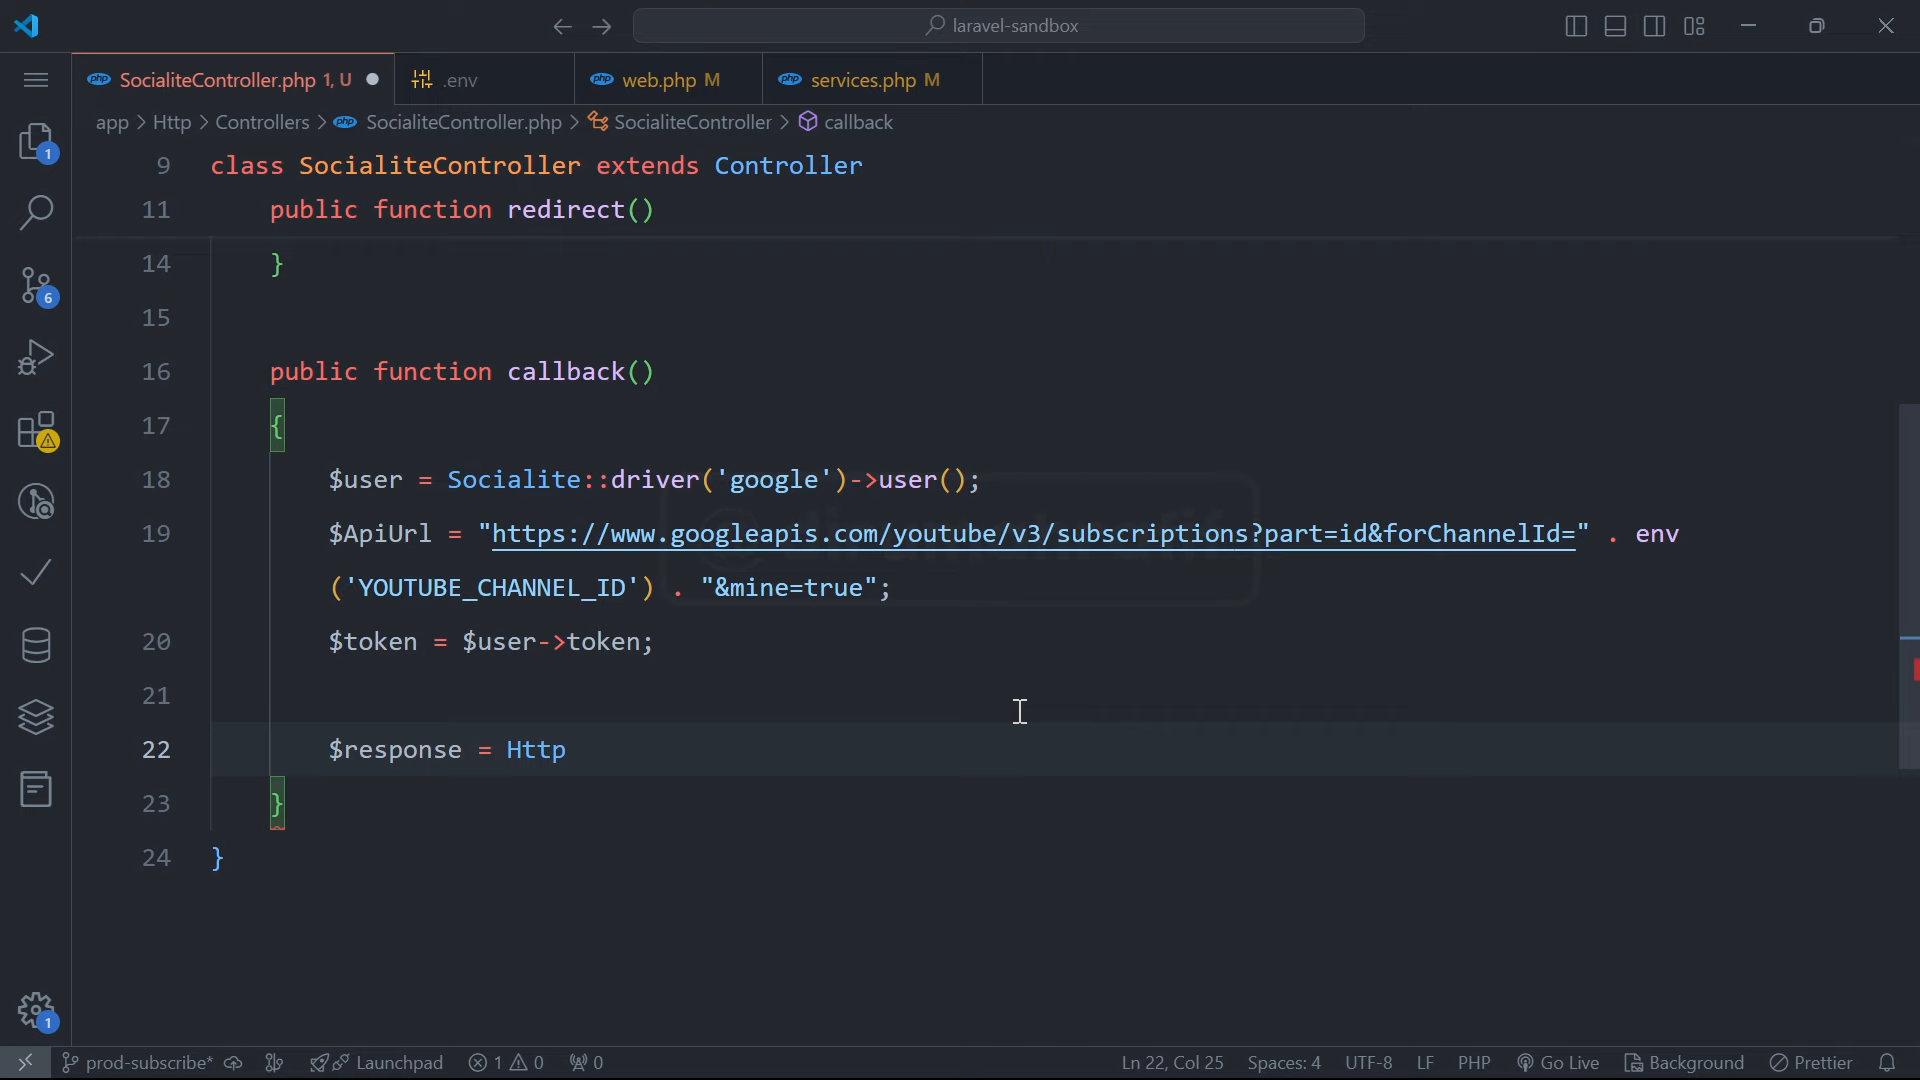 laravel-sandbox
SocialiteController.php 1, U
.env
web.php M
services.php M
app > Http > Controllers > php SocialiteController.php > SocialiteController > callback
9 class SocialiteController extends Controller
11 public function redirect()
14 }
15
16 public function callback()
17 {
18 $user = Socialite::driver('google')->user();
19 $ApiUrl = "https://www.googleapis.com/youtube/v3/subscriptions?part=id&forChannelId=" . env
('YOUTUBE_CHANNEL_ID') . "&mine=true";
20 $token = $user->token;
21
22 $response = Http
23 }
24 }
1
6
1
prod-subscribe* Launchpad 1 0 0 Ln 22, Col 25 Spaces: 4 UTF-8 LF PHP Go Live Background Prettier